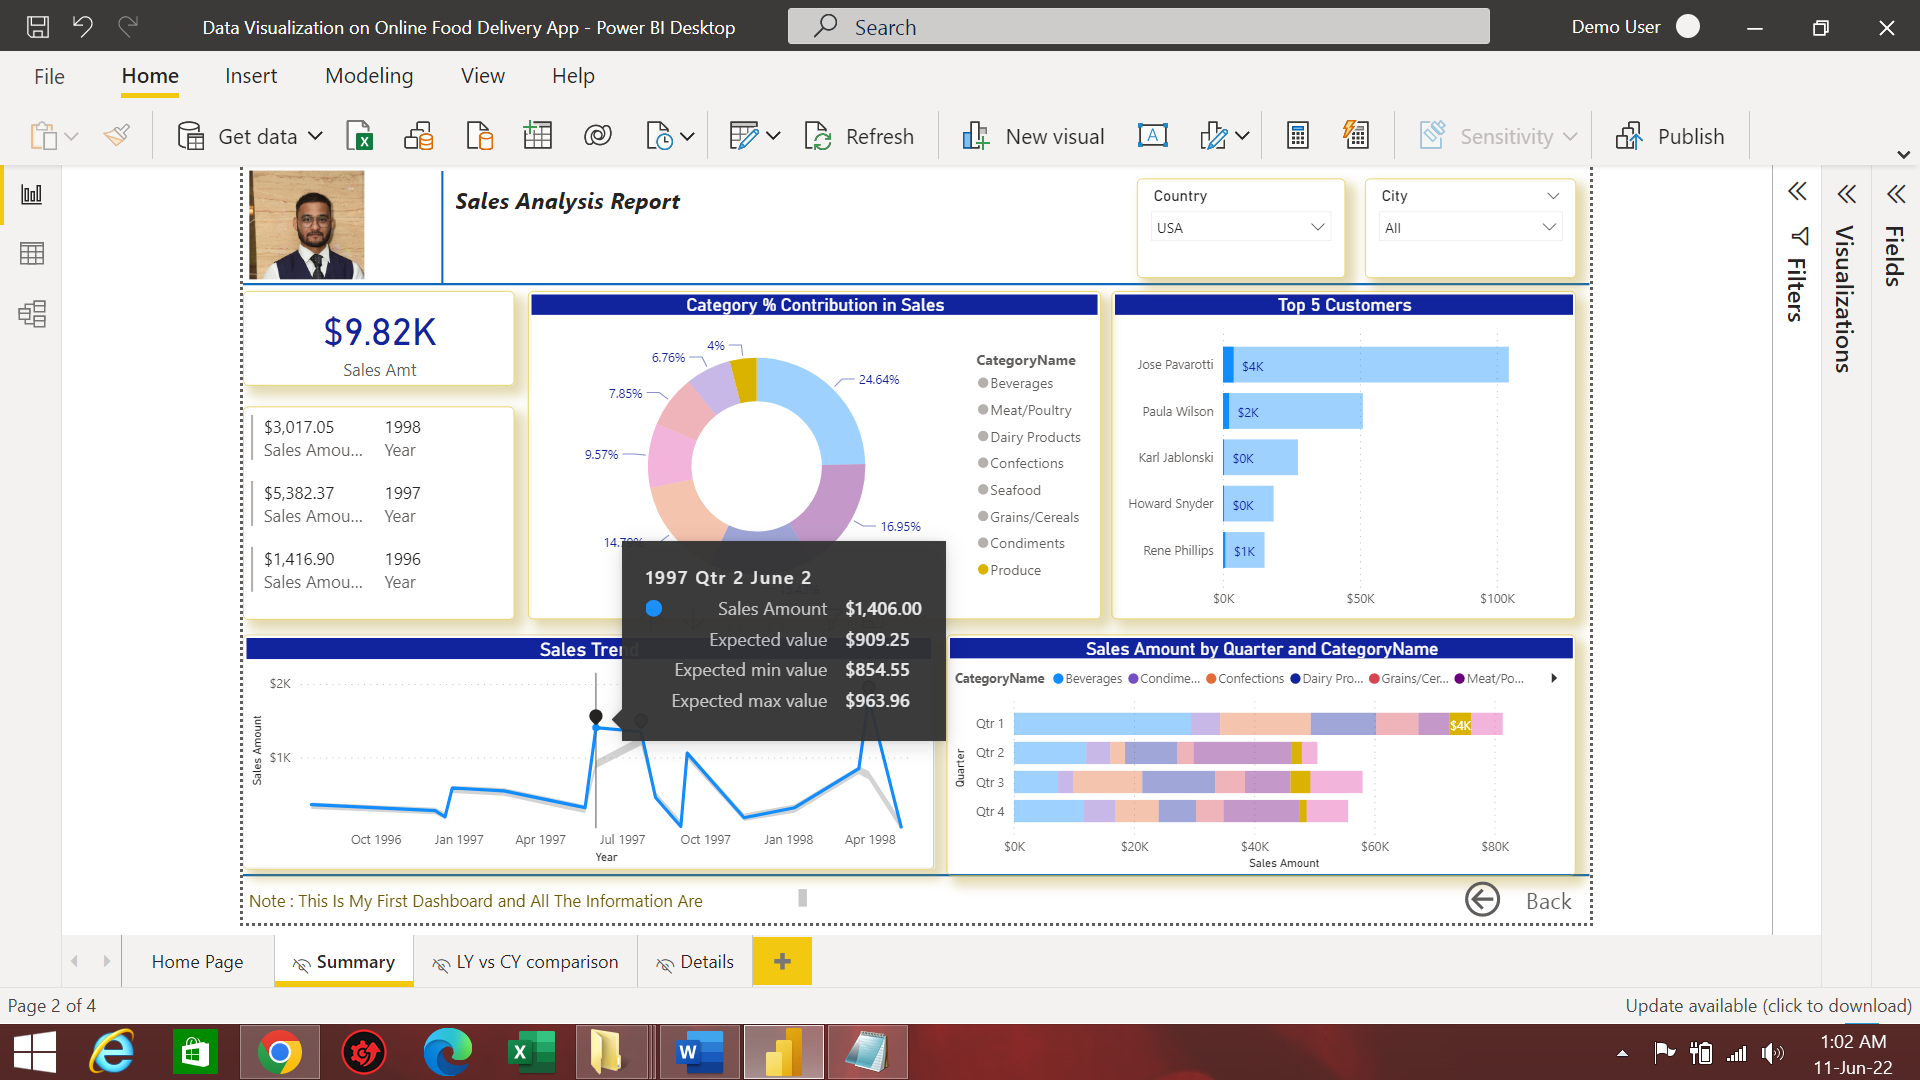 Data Visualization on Online Food Delivery App - Power BI Desktop
Search
Demo User
File
Home
Insert
Modeling
View
Help
Get data
Refresh
New visual
A
Sensitivity
Publish
Sales Analysis Report
Country
USA
City
All
Filters
Visualizations
Fields
$9.82K
Sales Amt
$3,017.05 1998
Sales Amou... Year
$5,382.37 1997
Sales Amou... Year
$1,416.90 1996
Sales Amou... Year
Category % Contribution in Sales
4%
6.76%
7.85%
9.57%
24.64%
16.95%
CategoryName
Beverages
Meat/Poultry
Dairy Products
Confections
Seafood
Grains/Cereals
Condiments
Produce
Top 5 Customers
Jose Pavarotti $4K
Paula Wilson $2K
Karl Jablonski $0K
Howard Snyder $0K
Rene Phillips $1K
$0K $50K $100K
1997 Qtr 2 June 2
Sales Amount $1,406.00
Expected value $909.25
Expected min value $854.55
Expected max value $963.96
Sales Trend
$2K
$1K
Sales Amount
Oct 1996 Jan 1997 Apr 1997 Jul 1997 Oct 1997 Jan 1998 Apr 1998
Year
Sales Amount by Quarter and CategoryName
CategoryName Beverages Condime... Confections Dairy Pro... Grains/Cer... Meat/Po...
Quarter
Qtr 1 $4K
Qtr 2
Qtr 3
Qtr 4
$0K $20K $40K $60K $80K
Sales Amount
Note : This Is My First Dashboard and All The Information Are
Back
Home Page
Summary
LY vs CY comparison
Details
Page 2 of 4
Update available (click to download)
1:02 AM
11-Jun-22